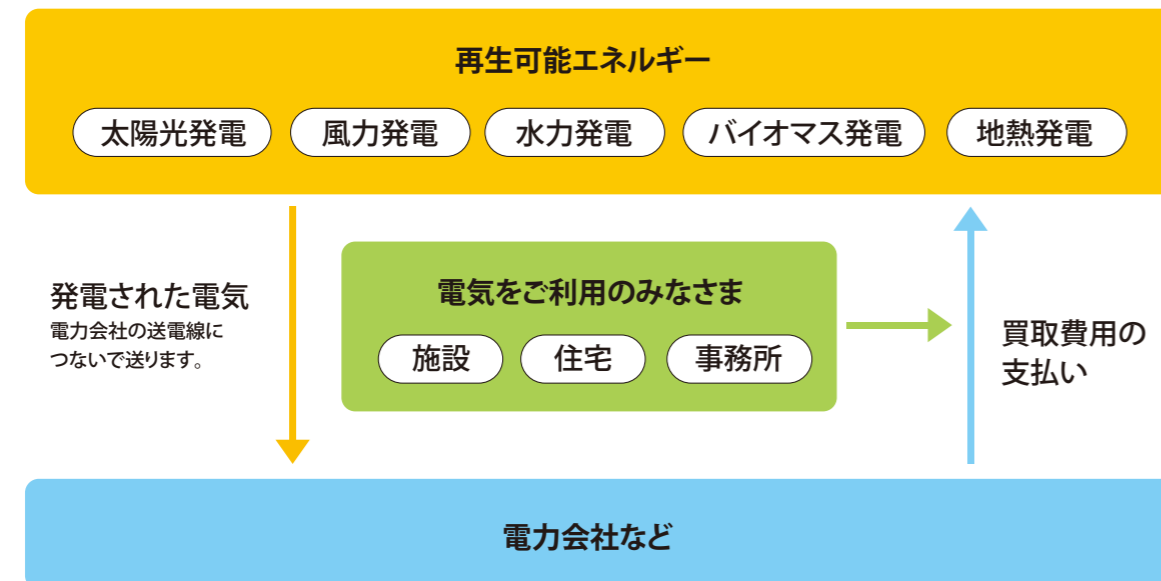 再生可能エネルギー
太陽光発電
風力発電
水力発電
バイオマス発電
地熱発電
発電された電気
電力会社の送電線に
つないで送ります。
電気をご利用のみなさま
施設
住宅
事務所
買取費用の
支払い
電力会社など